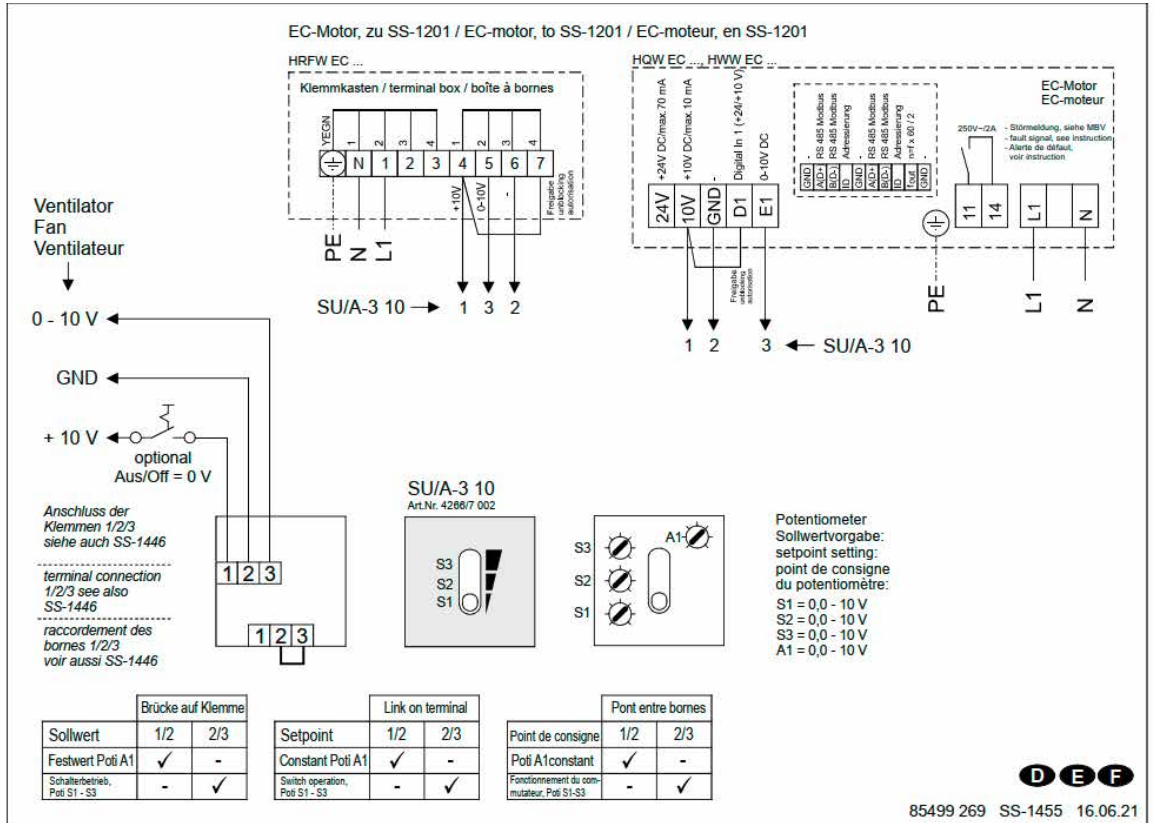 EC-Motor, zu SS-1201 / EC-motor, to SS-1201 / EC-moteur, en SS-1201
HRFW EC ...
Klemmkasten / terminal box / boîte à bornes
YEGN
1
2
3
4
1
2
3
4
N 1 2 3 4 5 6 7
+10V
0-10V
-
Freigabe
unblocking
autorisation
PE
N
L1
SU/A-3 10
1 3 2
HQW EC ..., HWW EC ...
+24V DC/max.70 mA
+10V DC/max.10 mA
-
Digital In 1 (+24/+10 V)
0-10V DC
24V
10V
GND
D1
E1
Freigabe
unblocking
autorisation
1 2 3
SU/A-3 10
-
RS 485 Modbus
RS 485 Modbus
Adressierung
-
RS 485 Modbus
RS 485 Modbus
Adressierung
n=f x 60 / 2
-
GND
A(D+)
B(D-)
ID
GND
A(D+)
B(D-)
ID
fout
GND
EC-Motor
EC-moteur
250V~/2A
- Störmeldung, siehe MBV
- fault signal, see instruction
- Alerte de défaut,
voir instruction
11
14
L1
N
PE
L1
N
Ventilator
Fan
Ventilateur
0 - 10 V
GND
+ 10 V
optional
Aus/Off = 0 V
Anschluss der
Klemmen 1/2/3
siehe auch SS-1446
terminal connection
1/2/3 see also
SS-1446
raccordement des
bornes 1/2/3
voir aussi SS-1446
1 2 3
1 2 3
SU/A-3 10
Art.Nr. 4266/7 002
S3
S2
S1
S3
S2
S1
A1
Potentiometer
Sollwertvorgabe:
setpoint setting:
point de consigne
du potentiomètre:
S1 = 0,0 - 10 V
S2 = 0,0 - 10 V
S3 = 0,0 - 10 V
A1 = 0,0 - 10 V
Brücke auf Klemme
Sollwert 1/2 2/3
Festwert Poti A1 ✓ -
Schalterbetrieb,
Poti S1 - S3 - ✓
Link on terminal
Setpoint 1/2 2/3
Constant Poti A1 ✓ -
Switch operation,
Poti S1 - S3 - ✓
Pont entre bornes
Point de consigne 1/2 2/3
Poti A1constant ✓ -
Fonctionnement du com-
mutateur, Poti S1-S3 - ✓
D E F
85499 269 SS-1455 16.06.21